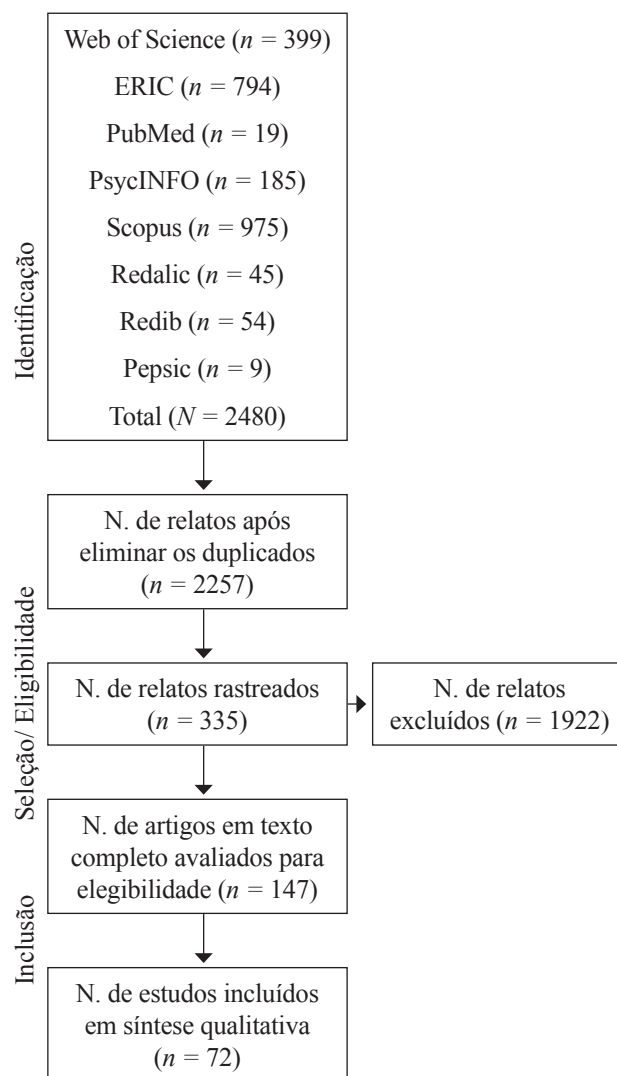 Web of Science (n = 399)
ERIC (n = 794)
PubMed (n = 19)
PsycINFO (n = 185)
Scopus (n = 975)
Redalic (n = 45)
Redib (n = 54)
Pepsic (n = 9)
Total (N = 2480)
Identificação
N. de relatos após
eliminar os duplicados
(n = 2257)
Seleção/ Eligibilidade
N. de relatos rastreados
(n = 335)
N. de relatos
excluídos (n = 1922)
N. de artigos em texto
completo avaliados para
elegibilidade (n = 147)
Inclusão
N. de estudos incluídos
em síntese qualitativa
(n = 72)